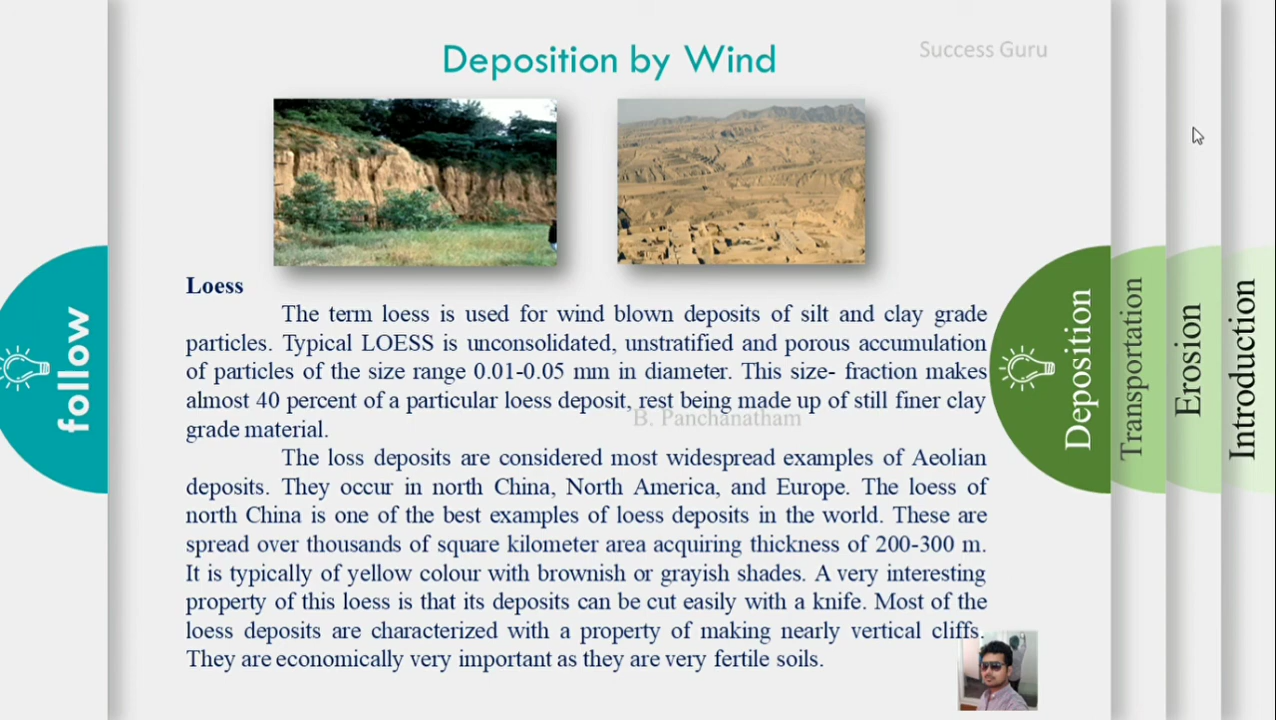 Deposition by Wind
Success Guru
Loess
The term loess is used for wind blown deposits of silt and clay grade
particles. Typical LOESS is unconsolidated, unstratified and porous accumulation
of particles of the size range 0.01-0.05 mm in diameter. This size- fraction makes
almost 40 percent of a particular loess deposit, rest being made up of still finer clay
B. Panchanatham
grade material.
The loss deposits are considered most widespread examples of Aeolian
deposits. They occur in north China, North America, and Europe. The loess of
north China is one of the best examples of loess deposits in the world. These are
spread over thousands of square kilometer area acquiring thickness of 200-300 m.
It is typically of yellow colour with brownish or grayish shades. A very interesting
property of this loess is that its deposits can be cut easily with a knife. Most of the
loess deposits are characterized with a property of making nearly vertical cliffs.
They are economically very important as they are very fertile soils.
follow
Deposition
Transportation
Erosion
Introduction